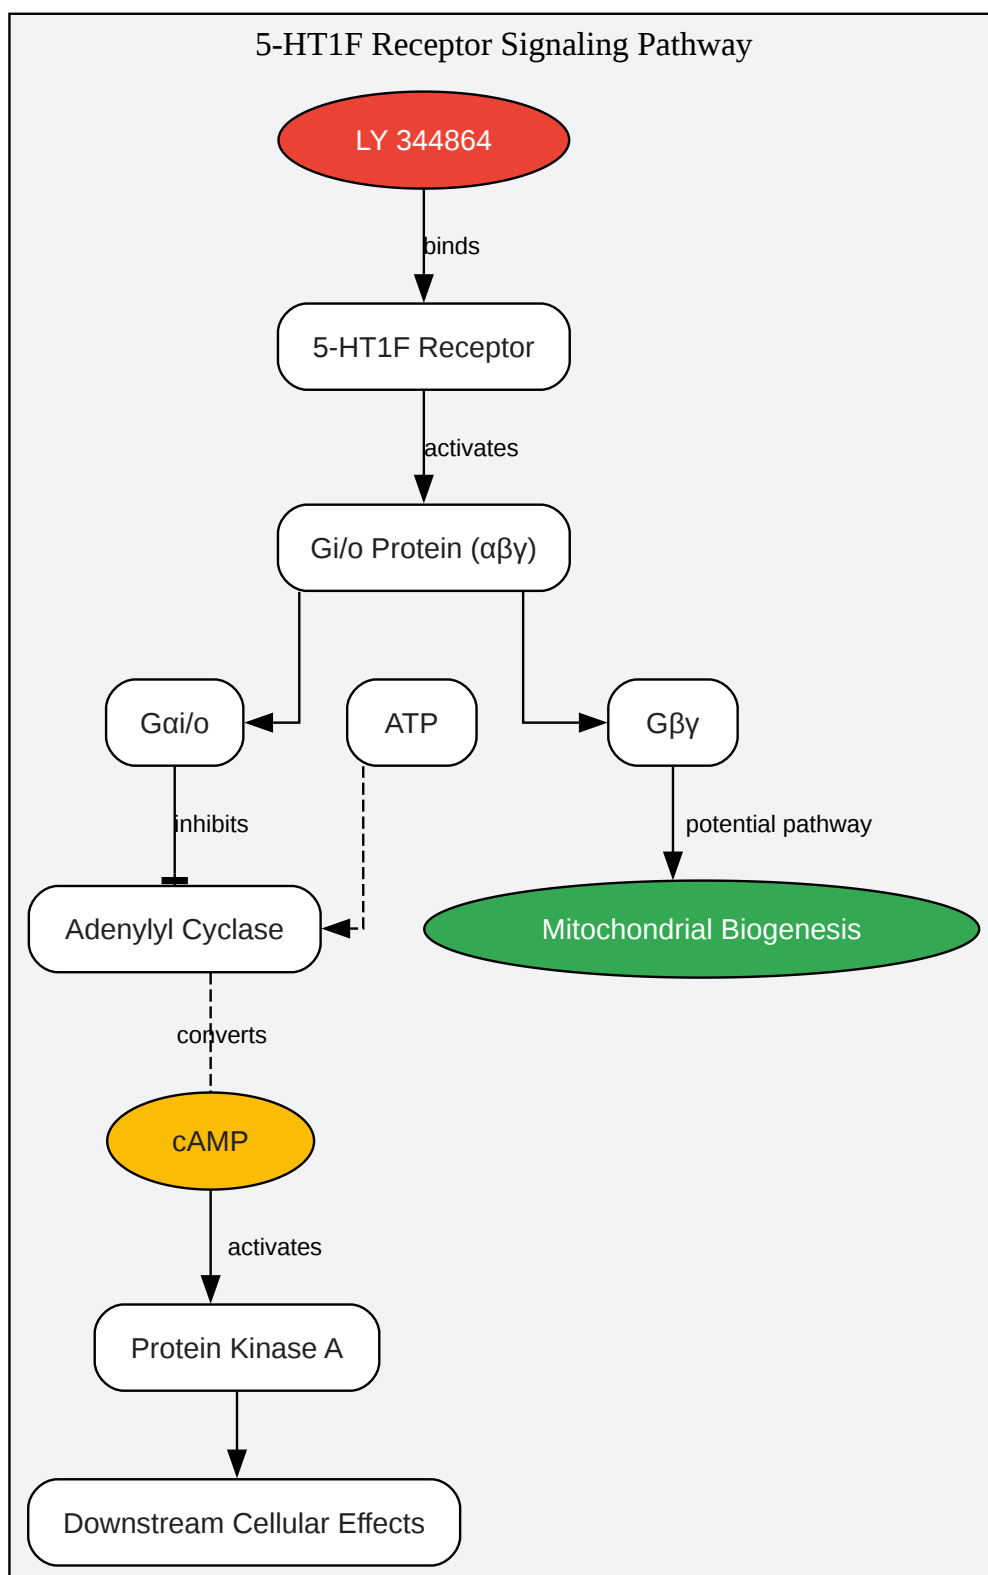 5-HT1F Receptor Signaling Pathway
LY 344864
binds
5-HT1F Receptor
activates
Gi/o Protein (αβγ)
Gαi/o
ATP
Gβγ
inhibits
potential pathway
Adenylyl Cyclase
Mitochondrial Biogenesis
converts
cAMP
activates
Protein Kinase A
Downstream Cellular Effects